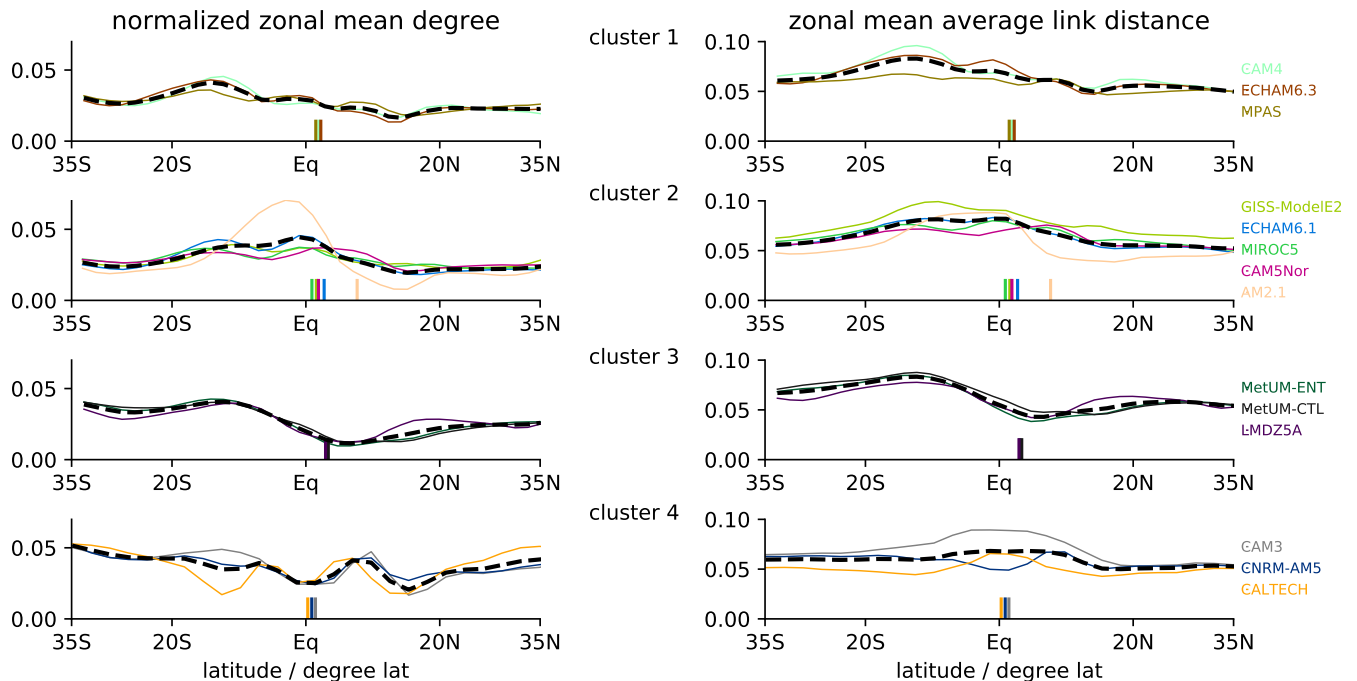 normalized zonal mean degree
zonal mean average link distance
cluster 1
0.05
0.00
35S 20S Eq 20N 35N
0.10
0.05
0.00
35S 20S Eq 20N 35N
CAM4
ECHAM6.3
MPAS
cluster 2
0.05
0.00
35S 20S Eq 20N 35N
0.10
0.05
0.00
35S 20S Eq 20N 35N
GISS-ModelE2
ECHAM6.1
MIROC5
CAM5Nor
AM2.1
cluster 3
0.05
0.00
35S 20S Eq 20N 35N
0.10
0.05
0.00
35S 20S Eq 20N 35N
MetUM-ENT
MetUM-CTL
LMDZ5A
cluster 4
0.05
0.00
35S 20S Eq 20N 35N
latitude / degree lat
0.10
0.05
0.00
35S 20S Eq 20N 35N
latitude / degree lat
CAM3
CNRM-AM5
CALTECH